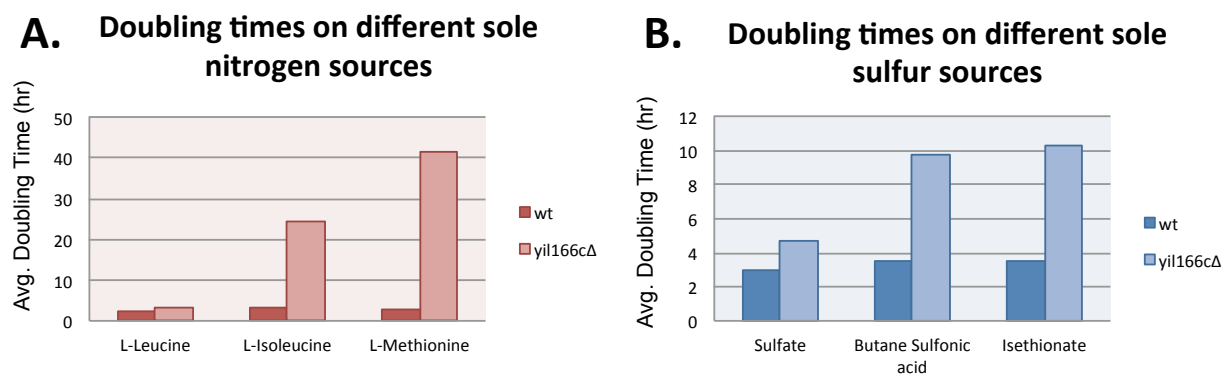 A.
Doubling times on different sole
nitrogen sources
Avg. Doubling Time (hr)
50
40
30
20
10
0
L-Leucine
L-Isoleucine
L-Methionine
wt
yil166cΔ
B.
Doubling times on different sole
sulfur sources
Avg. Doubling Time (hr)
12
10
8
6
4
2
0
Sulfate
Butane Sulfonic
acid
Isethionate
wt
yil166cΔ